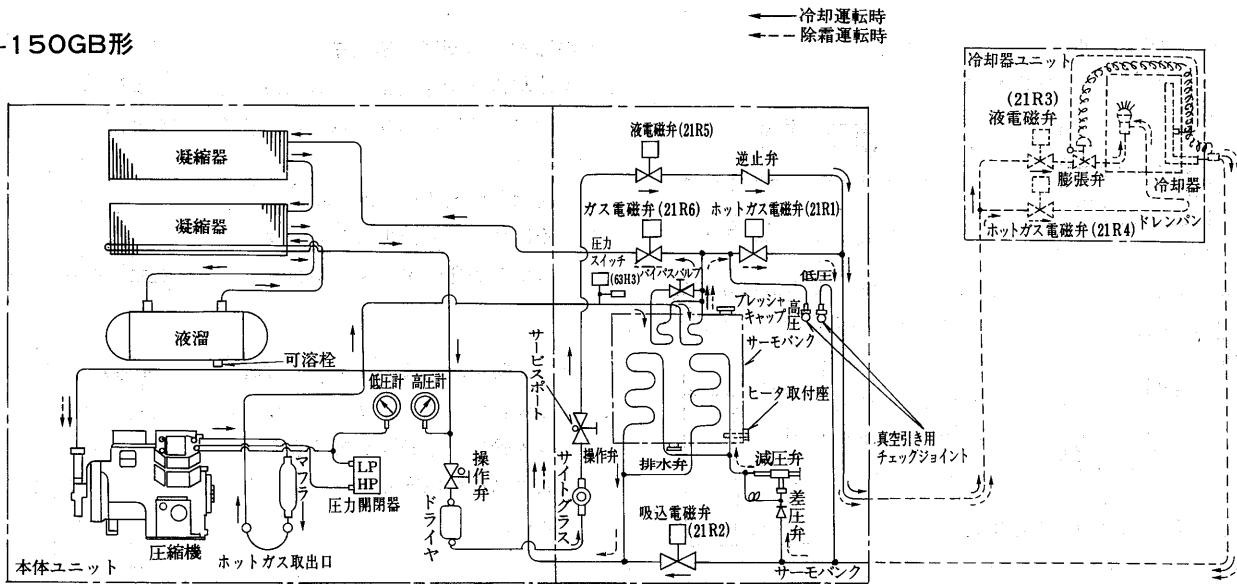 -150GB形
冷却運転時
除霜運転時
冷却器ユニット
(21R3)
液電磁弁
膨張弁
冷却器
ホットガス電磁弁(21R4)
ドレンパン
凝縮器
凝縮器
液溜
可溶栓
低圧計
高圧計
LP
HP
圧力開閉器
マフラ
圧縮機
ホットガス取出口
本体ユニット
操作弁
ドライヤ
サイトグラス
サービスポート
操作弁
液電磁弁(21R5)
逆止弁
ガス電磁弁(21R6)
ホットガス電磁弁(21R1)
圧力
スイッチ
(63H3)
バイパスバルブ
プレッシャ
キャップ
高圧
低圧
サーモバンク
ヒータ取付座
排水弁
減圧弁
差圧弁
吸込電磁弁
(21R2)
サーモバンク
真空引き用
チェッグジョイント